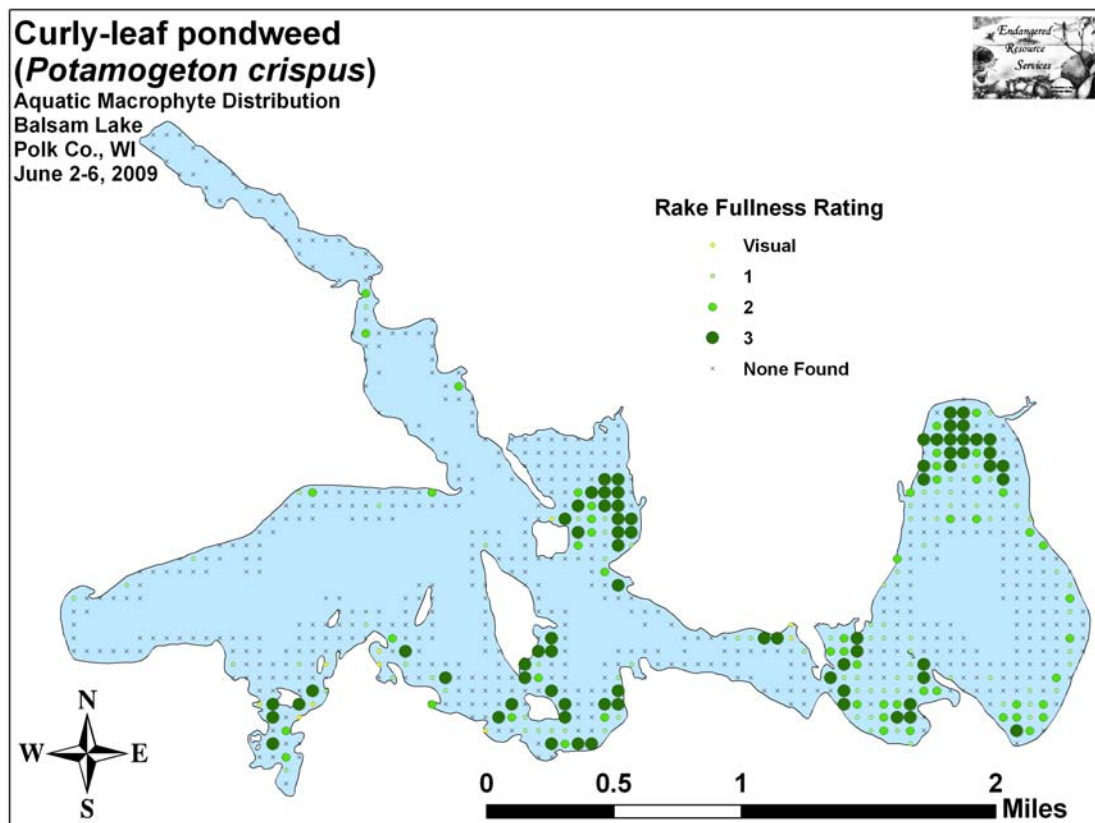 Curly-leaf pondweed
(Potamogeton crispus)
Aquatic Macrophyte Distribution
Balsam Lake
Polk Co., WI
June 2-6, 2009
Endangered
Resource
Services
Rake Fullness Rating
Visual
1
2
3
None Found
N
W E
S
0 0.5 1 2
Miles